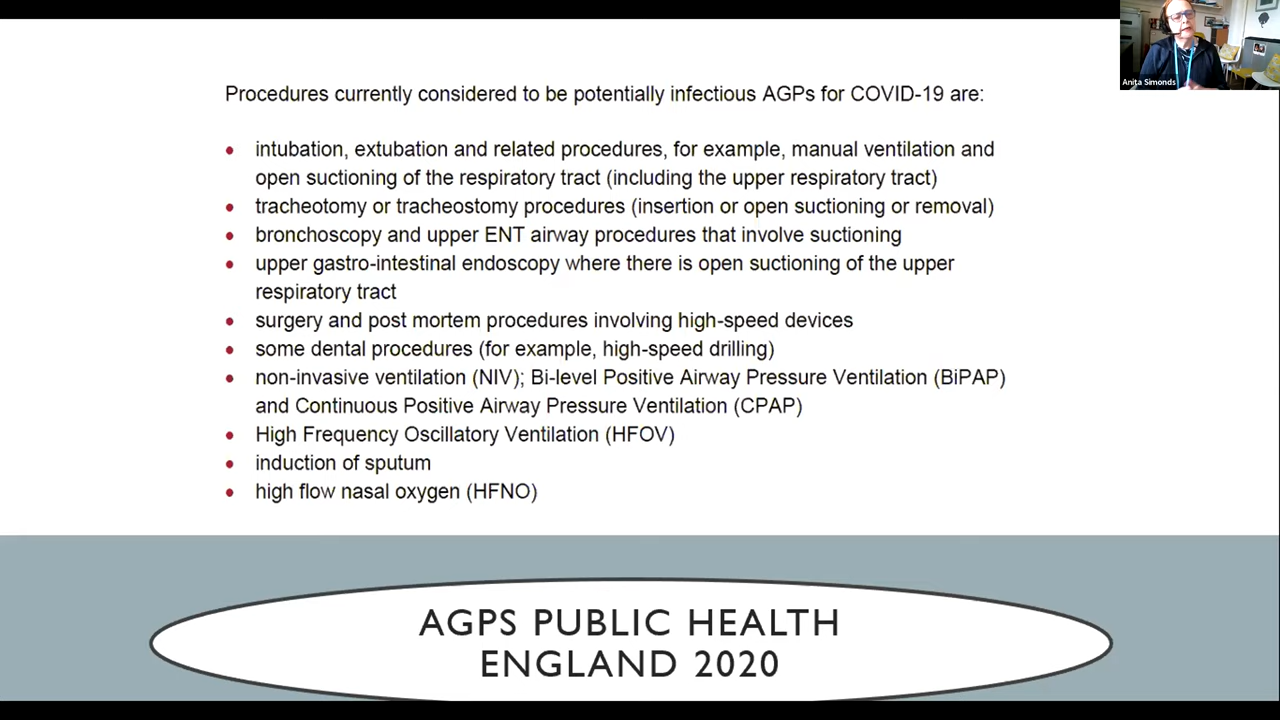 Anita Simonds
Procedures currently considered to be potentially infectious AGPs for COVID-19 are:
• intubation, extubation and related procedures, for example, manual ventilation and
open suctioning of the respiratory tract (including the upper respiratory tract)
• tracheotomy or tracheostomy procedures (insertion or open suctioning or removal)
• bronchoscopy and upper ENT airway procedures that involve suctioning
• upper gastro-intestinal endoscopy where there is open suctioning of the upper
respiratory tract
• surgery and post mortem procedures involving high-speed devices
• some dental procedures (for example, high-speed drilling)
• non-invasive ventilation (NIV); Bi-level Positive Airway Pressure Ventilation (BiPAP)
and Continuous Positive Airway Pressure Ventilation (CPAP)
• High Frequency Oscillatory Ventilation (HFOV)
• induction of sputum
• high flow nasal oxygen (HFNO)
AGPS PUBLIC HEALTH
ENGLAND 2020